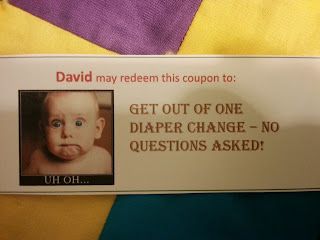 David may redeem this coupon to:
GET OUT OF ONE
DIAPER CHANGE – NO
QUESTIONS ASKED!
UH OH...